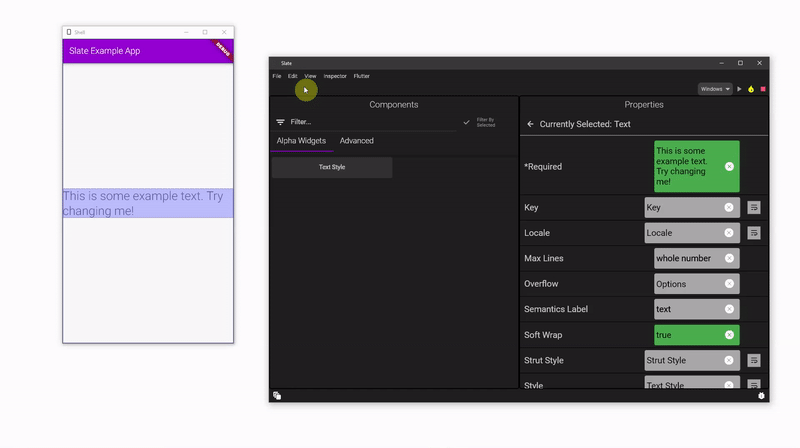 Shell
Slate Example App
DEBUG
This is some example text. Try
changing me!
Slate
File Edit View Inspector Flutter
Windows
Components
Filter...
Filter By
Selected
Alpha Widgets Advanced
Text Style
Properties
Currently Selected: Text
*Required
This is some
example text.
Try changing
me!
Key Key
Locale Locale
Max Lines whole number
Overflow Options
Semantics Label text
Soft Wrap true
Strut Style Strut Style
Style Text Style